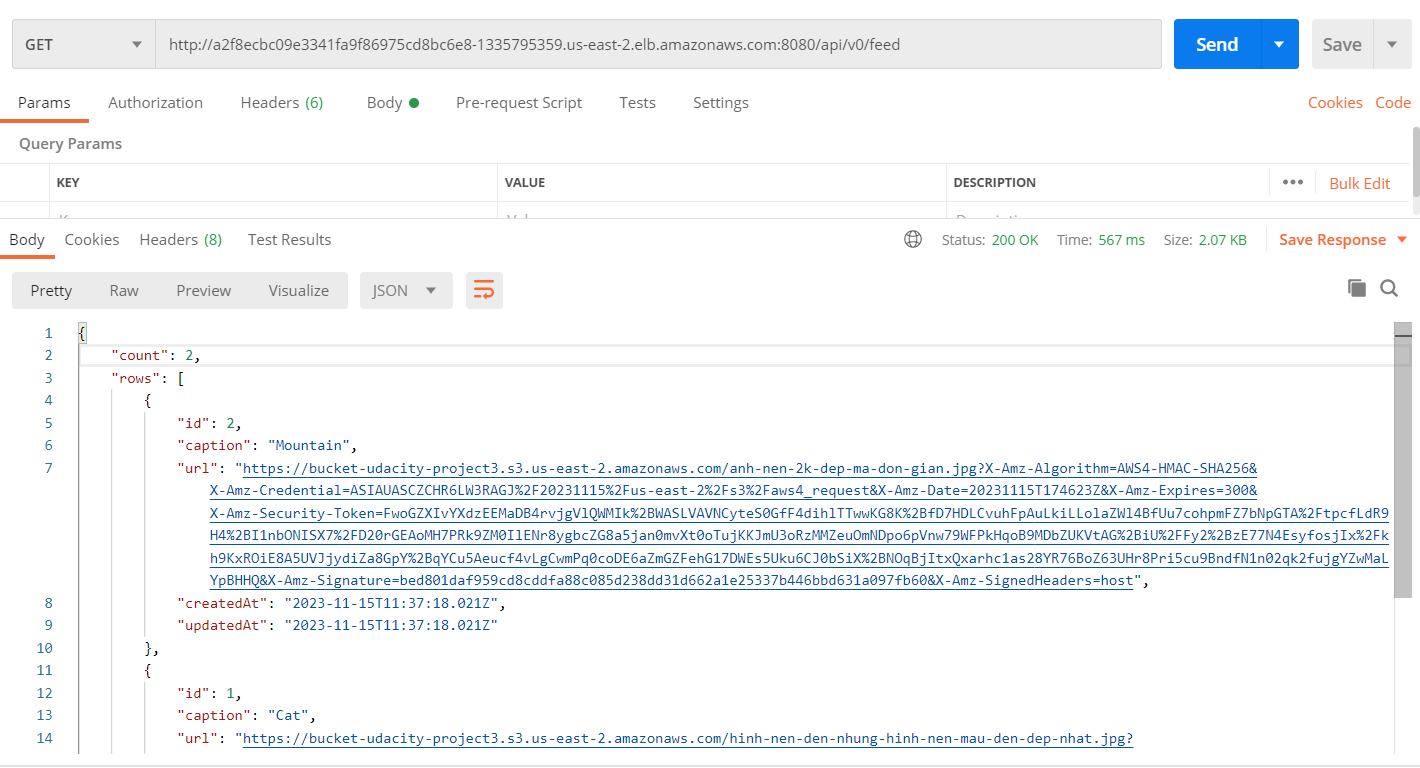 GET http://a2f8ecbc09e3341fa9f86975cd8bc6e8-1335795359.us-east-2.elb.amazonaws.com:8080/api/v0/feed Send Save
Params Authorization Headers (6) Body Pre-request Script Tests Settings Cookies Code
Query Params
KEY VALUE DESCRIPTION ••• Bulk Edit
Body Cookies Headers (8) Test Results Status: 200 OK Time: 567 ms Size: 2.07 KB Save Response
Pretty Raw Preview Visualize JSON
1 {
2 "count": 2,
3 "rows": [
4 {
5 "id": 2,
6 "caption": "Mountain",
7 "url": "https://bucket-udacity-project3.s3.us-east-2.amazonaws.com/anh-nen-2k-dep-ma-don-gian.jpg?X-Amz-Algorithm=AWS4-HMAC-SHA256&
X-Amz-Credential=ASIAUASCZCHR6LW3RAGJ%2F20231115%2Fus-east-2%2Fs3%2Faws4_request&X-Amz-Date=20231115T174623Z&X-Amz-Expires=300&
X-Amz-Security-Token=FwoGZXIvYXdzEEMaDB4rvjgVlQWMIk%2BWASLVAVNCyteS0GfF4dihlTTwwKG8K%2BfD7HDLCvuhFpAuLkiLLolaZWl4BfUu7cohpmFZ7bNpGTA%2FtpcfLdR9
H4%2BI1nbONISX7%2FD20rGEAoMH7PRk9ZM0IlENr8ygbcZG8a5jan0mvXt0oTujKKJmU3oRzMMZeuOmNDpo6pVnw79WFPkHqoB9MDbZUKVtAG%2BiU%2FFy2%2BzE77N4EsyfosjIx%2Fk
h9KxROiE8A5UVJjydiZa8GpY%2BqYCu5Aeucf4vLgCwmPq0coDE6aZmGZFehG17DWEs5Uku6CJ0bSiX%2BNOqBjItxQxarhc1as28YR76BoZ63UHr8Pri5cu9BndfN1n02qk2fujgYZwMaL
YpBHHQ&X-Amz-Signature=bed801daf959cd8cddfa88c085d238dd31d662a1e25337b446bbd631a097fb60&X-Amz-SignedHeaders=host",
8 "createdAt": "2023-11-15T11:37:18.021Z",
9 "updatedAt": "2023-11-15T11:37:18.021Z"
10 },
11 {
12 "id": 1,
13 "caption": "Cat",
14 "url": "https://bucket-udacity-project3.s3.us-east-2.amazonaws.com/hinh-nen-den-nhung-hinh-nen-mau-den-dep-nhat.jpg?